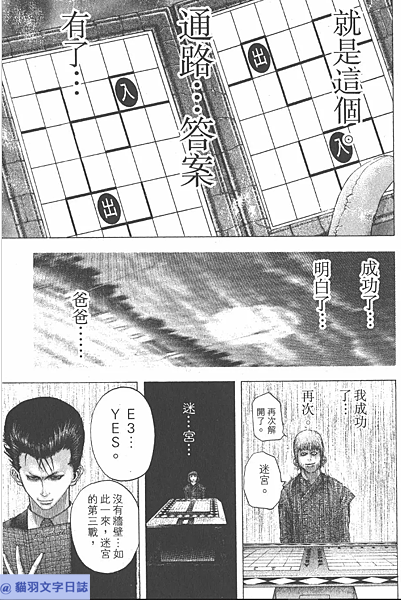 就是這個。
通路…答案
有了…
出
入
入
出
成功了…
明白了…
爸爸……
我成功
了…
再次…
再次解
開了。
迷宮。
迷…宮…
E3…
YES。
沒有牆壁…如
此一來，迷宮
的第三戰，
@ 貓羽文字日誌